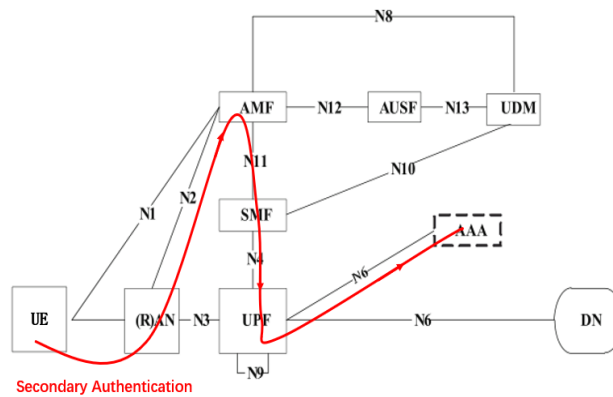 N8
AMF
N12
AUSF
N13
UDM
N11
N10
N2
N1
SMF
AAA
N4
N6
UE
(R)AN
N3
UPF
N6
DN
N9
Secondary Authentication